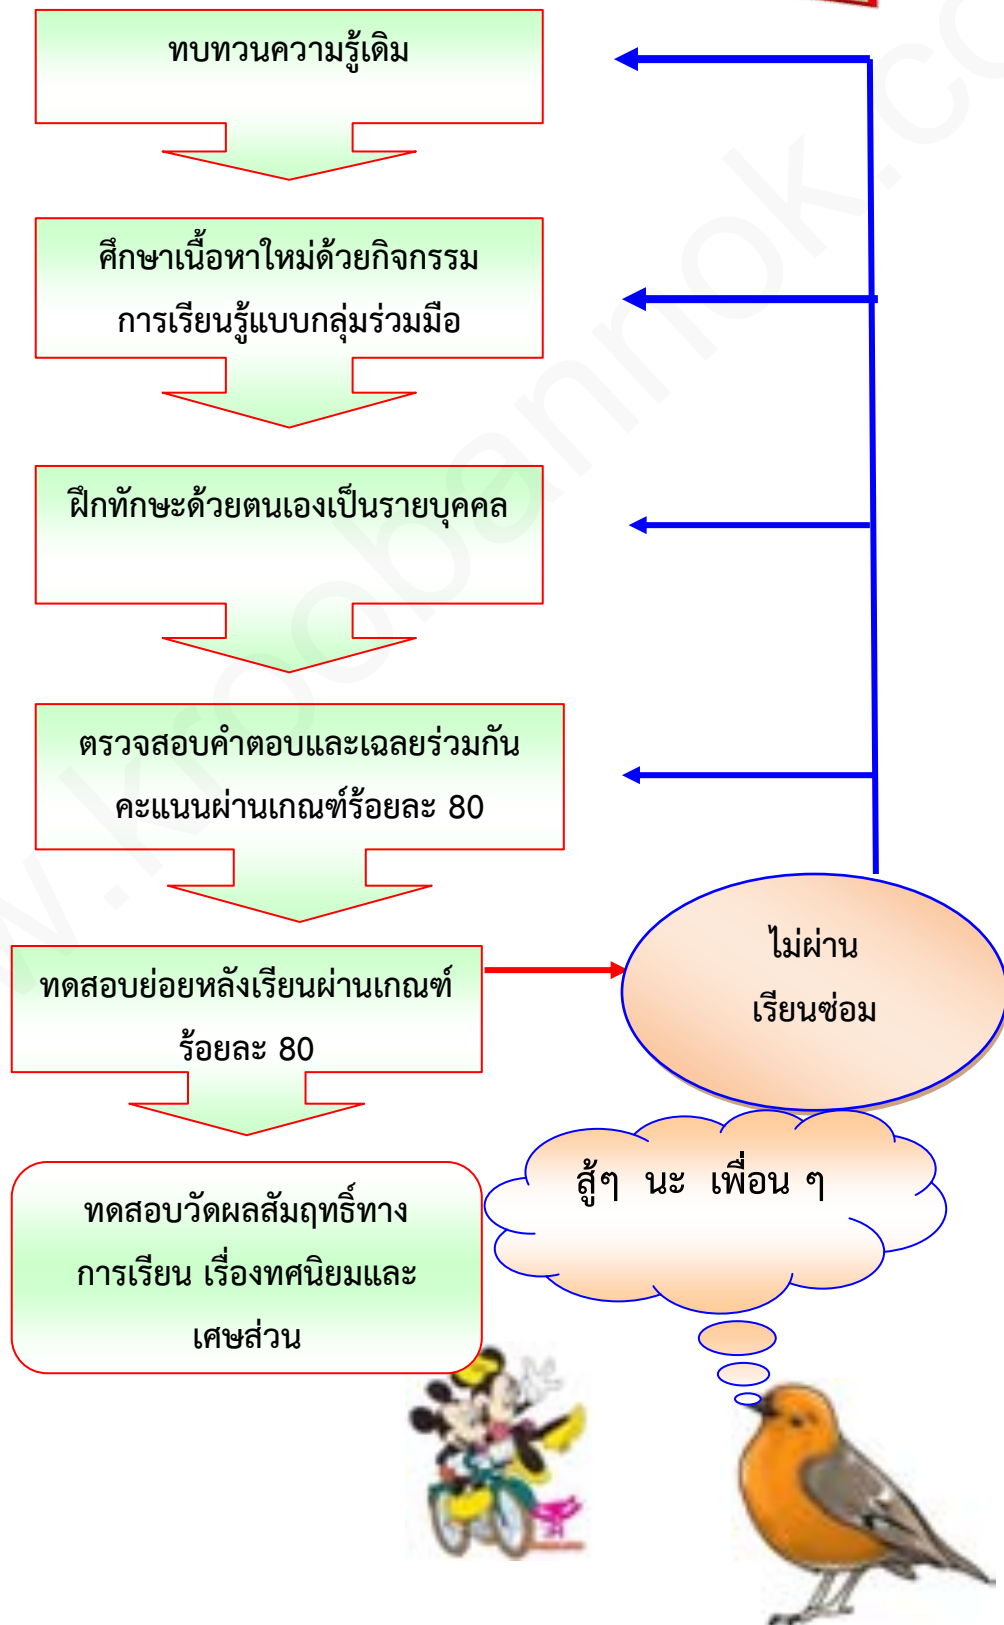 ทบทวนความรู้เดิม
ศึกษาเนื้อหาใหม่ด้วยกิจกรรม
การเรียนรู้แบบกลุ่มร่วมมือ
ฝึกทักษะด้วยตนเองเป็นรายบุคคล
ตรวจสอบคำตอบและเฉลยร่วมกัน
คะแนนผ่านเกณฑ์ร้อยละ 80
ทดสอบย่อยหลังเรียนผ่านเกณฑ์
ร้อยละ 80
ไม่ผ่าน
เรียนซ่อม
สู้ๆ นะ เพื่อน ๆ
ทดสอบวัดผลสัมฤทธิ์ทาง
การเรียน เรื่องทศนิยมและ
เศษส่วน
w.kroobannok.co